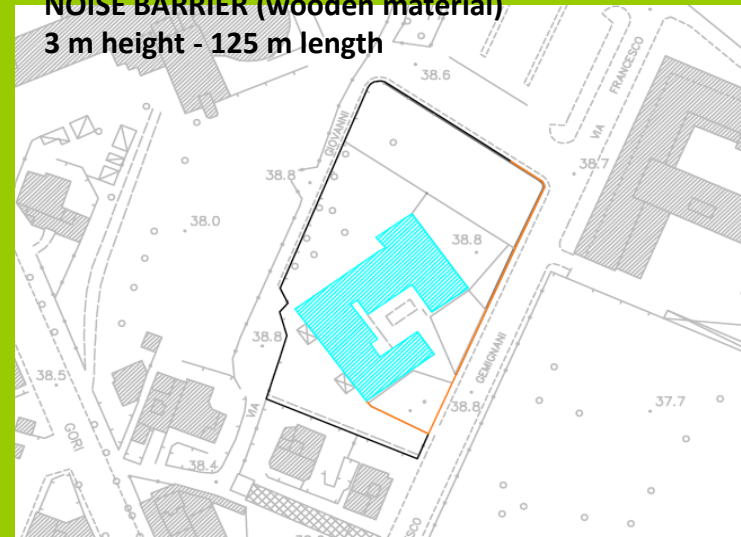 NOISE BARRIER (wooden material)
3 m height - 125 m length
38.6
FRANCESCO
VIA
GIOVANNI
38.7
38.8
38.0
38.8
38.8
GEMIGNANI
38.5
38.8
37.7
VIA
GORI
38.4